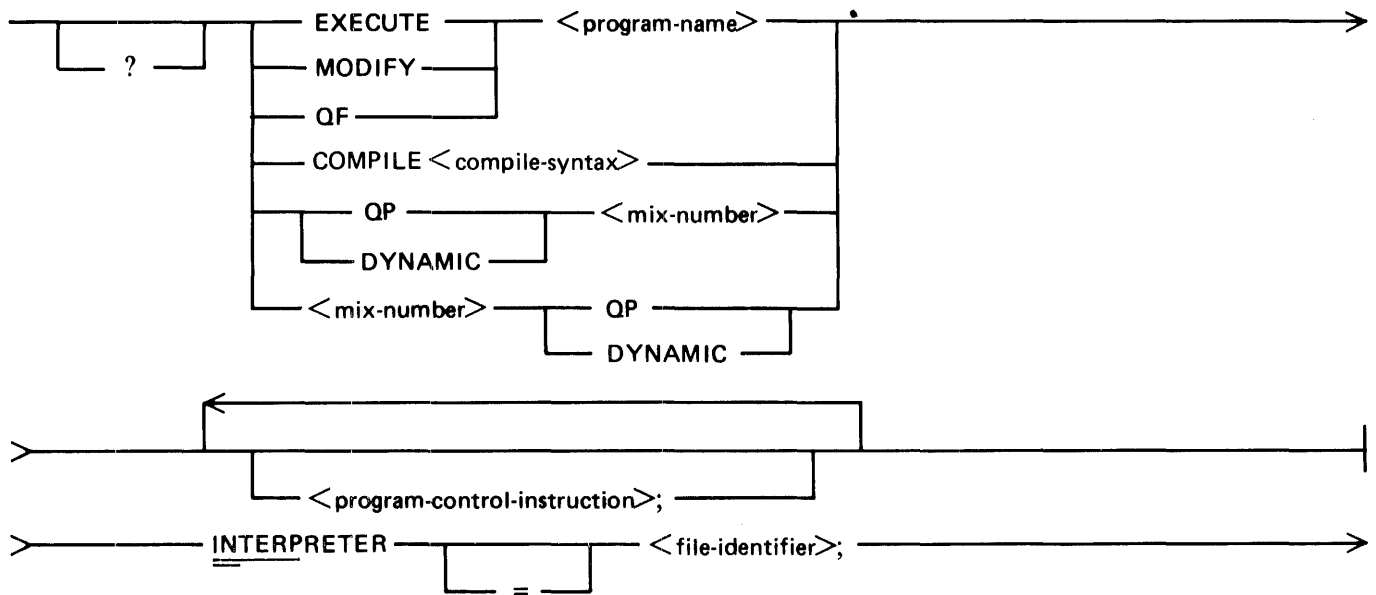 EXECUTE <program-name>
?
MODIFY
QF
COMPILE <compile-syntax>
QP <mix-number>
DYNAMIC
<mix-number> QP
DYNAMIC
<program-control-instruction>;
INTERPRETER <file-identifier>;
=